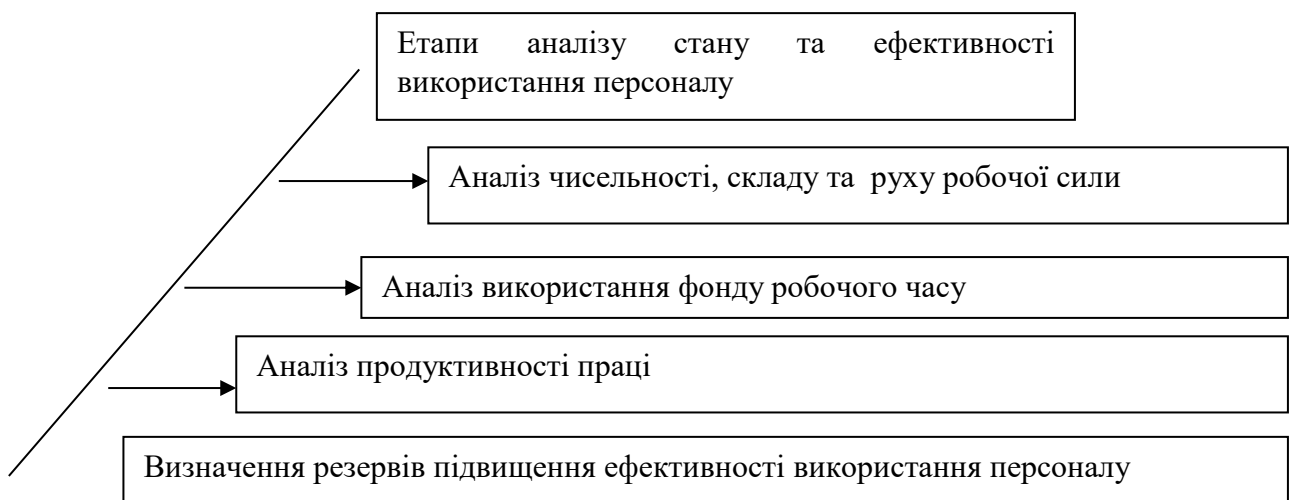 Етапи аналізу стану та ефективності
використання персоналу
Аналіз чисельності, складу та руху робочої сили
Аналіз використання фонду робочого часу
Аналіз продуктивності праці
Визначення резервів підвищення ефективності використання персоналу